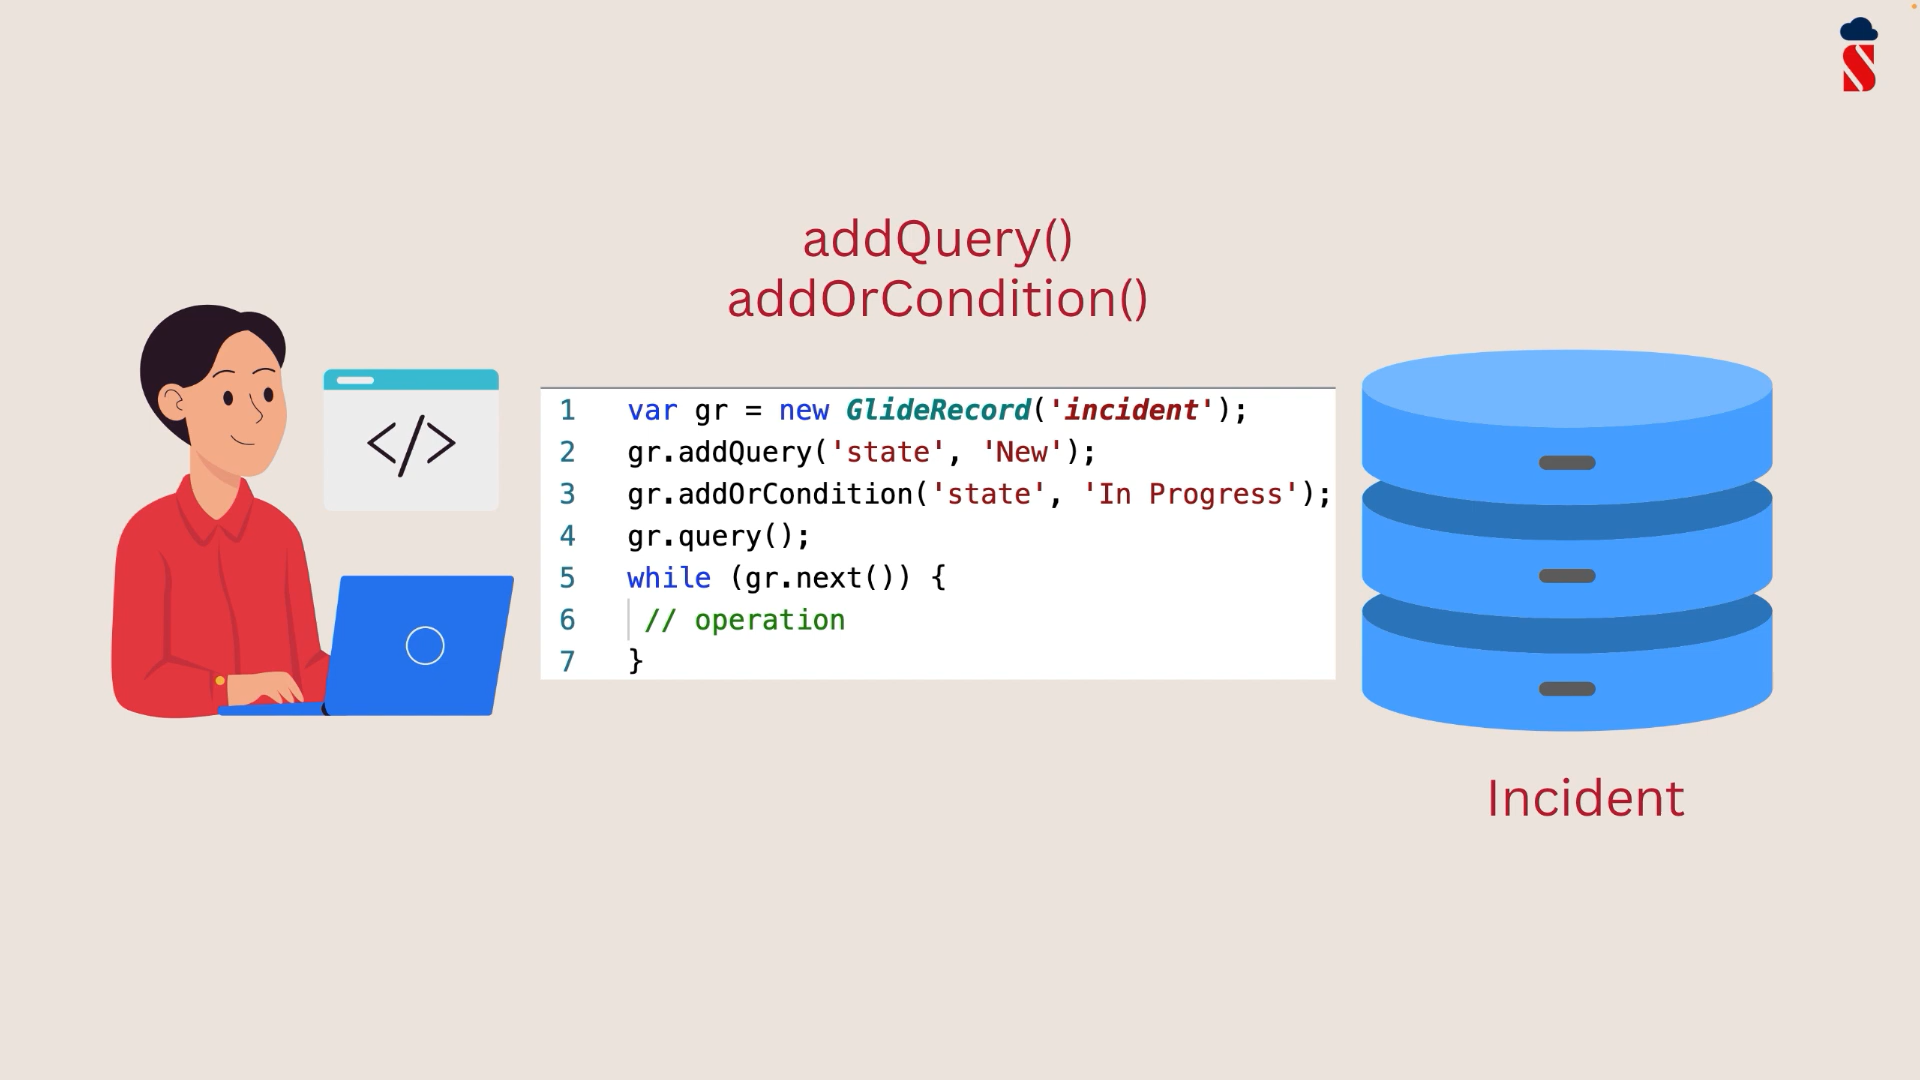 addQuery()
addOrCondition()
</>
1 var gr = new GlideRecord('incident');
2 gr.addQuery('state', 'New');
3 gr.addOrCondition('state', 'In Progress');
4 gr.query();
5 while (gr.next()) {
6 // operation
7 }
Incident
S